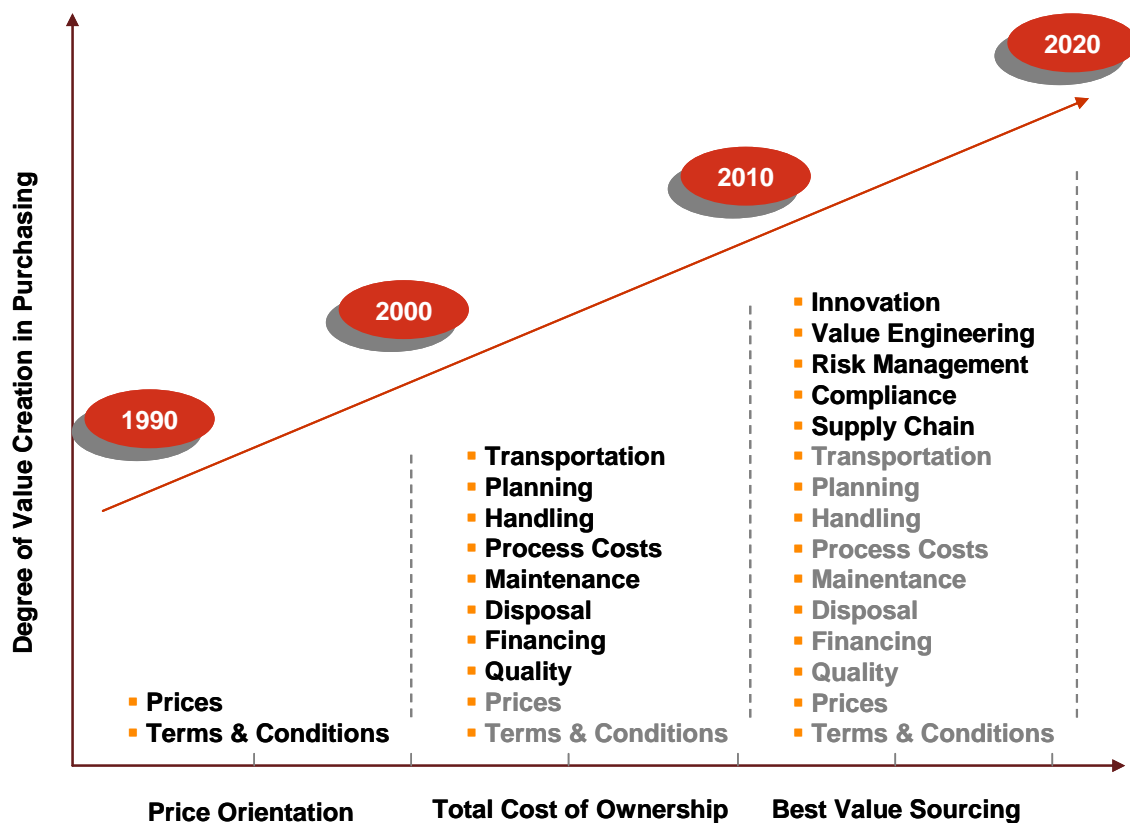 Degree of Value Creation in Purchasing
1990
2000
2010
2020
Prices
Terms & Conditions
Transportation
Planning
Handling
Process Costs
Maintenance
Disposal
Financing
Quality
Prices
Terms & Conditions
Innovation
Value Engineering
Risk Management
Compliance
Supply Chain
Transportation
Planning
Handling
Process Costs
Mainentance
Disposal
Financing
Quality
Prices
Terms & Conditions
Price Orientation
Total Cost of Ownership
Best Value Sourcing